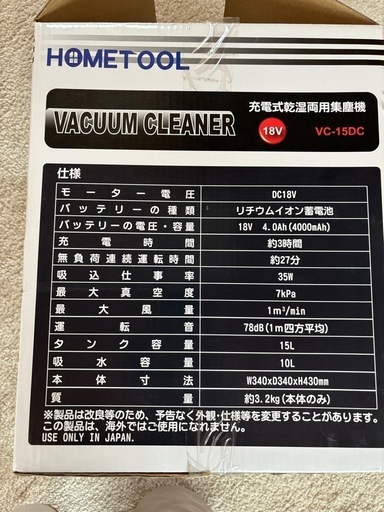 HOMETOOL
充電式乾湿両用集塵機
VACUUM CLEANER 18V VC-15DC
仕様
モーター電圧 DC18V
バッテリーの種類 リチウムイオン蓄電池
バッテリーの電圧・容量 18V 4.0Ah(4000mAh)
充電時間 約3時間
無負荷連続運転時間 約27分
吸込仕事率 35W
最大真空度 7kPa
最大風量 1m³/min
運転音 78dB(1m四方平均)
タンク容量 15L
吸水容量 10L
本体寸法 W340xD340xH430mm
質量 約3.2kg(本体のみ)
※製品は改良等のため、予告なく外観・仕様等を変更することがあります。
この製品は、海外ではご使用になれません。
USE ONLY IN JAPAN.